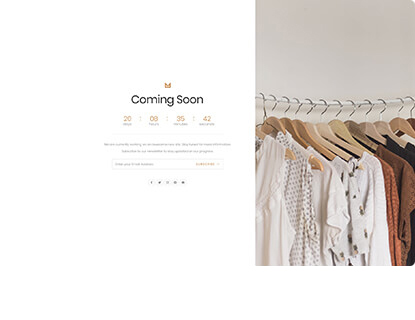 Coming Soon
26 : 08 : 35 : 42
DAYS HOURS MINUTES SECONDS
We are currently working on an awesome new site. Stay tuned for more information.
Subscribe to our newsletter to stay updated on our progress.
Enter your E-mail address SUBSCRIBE